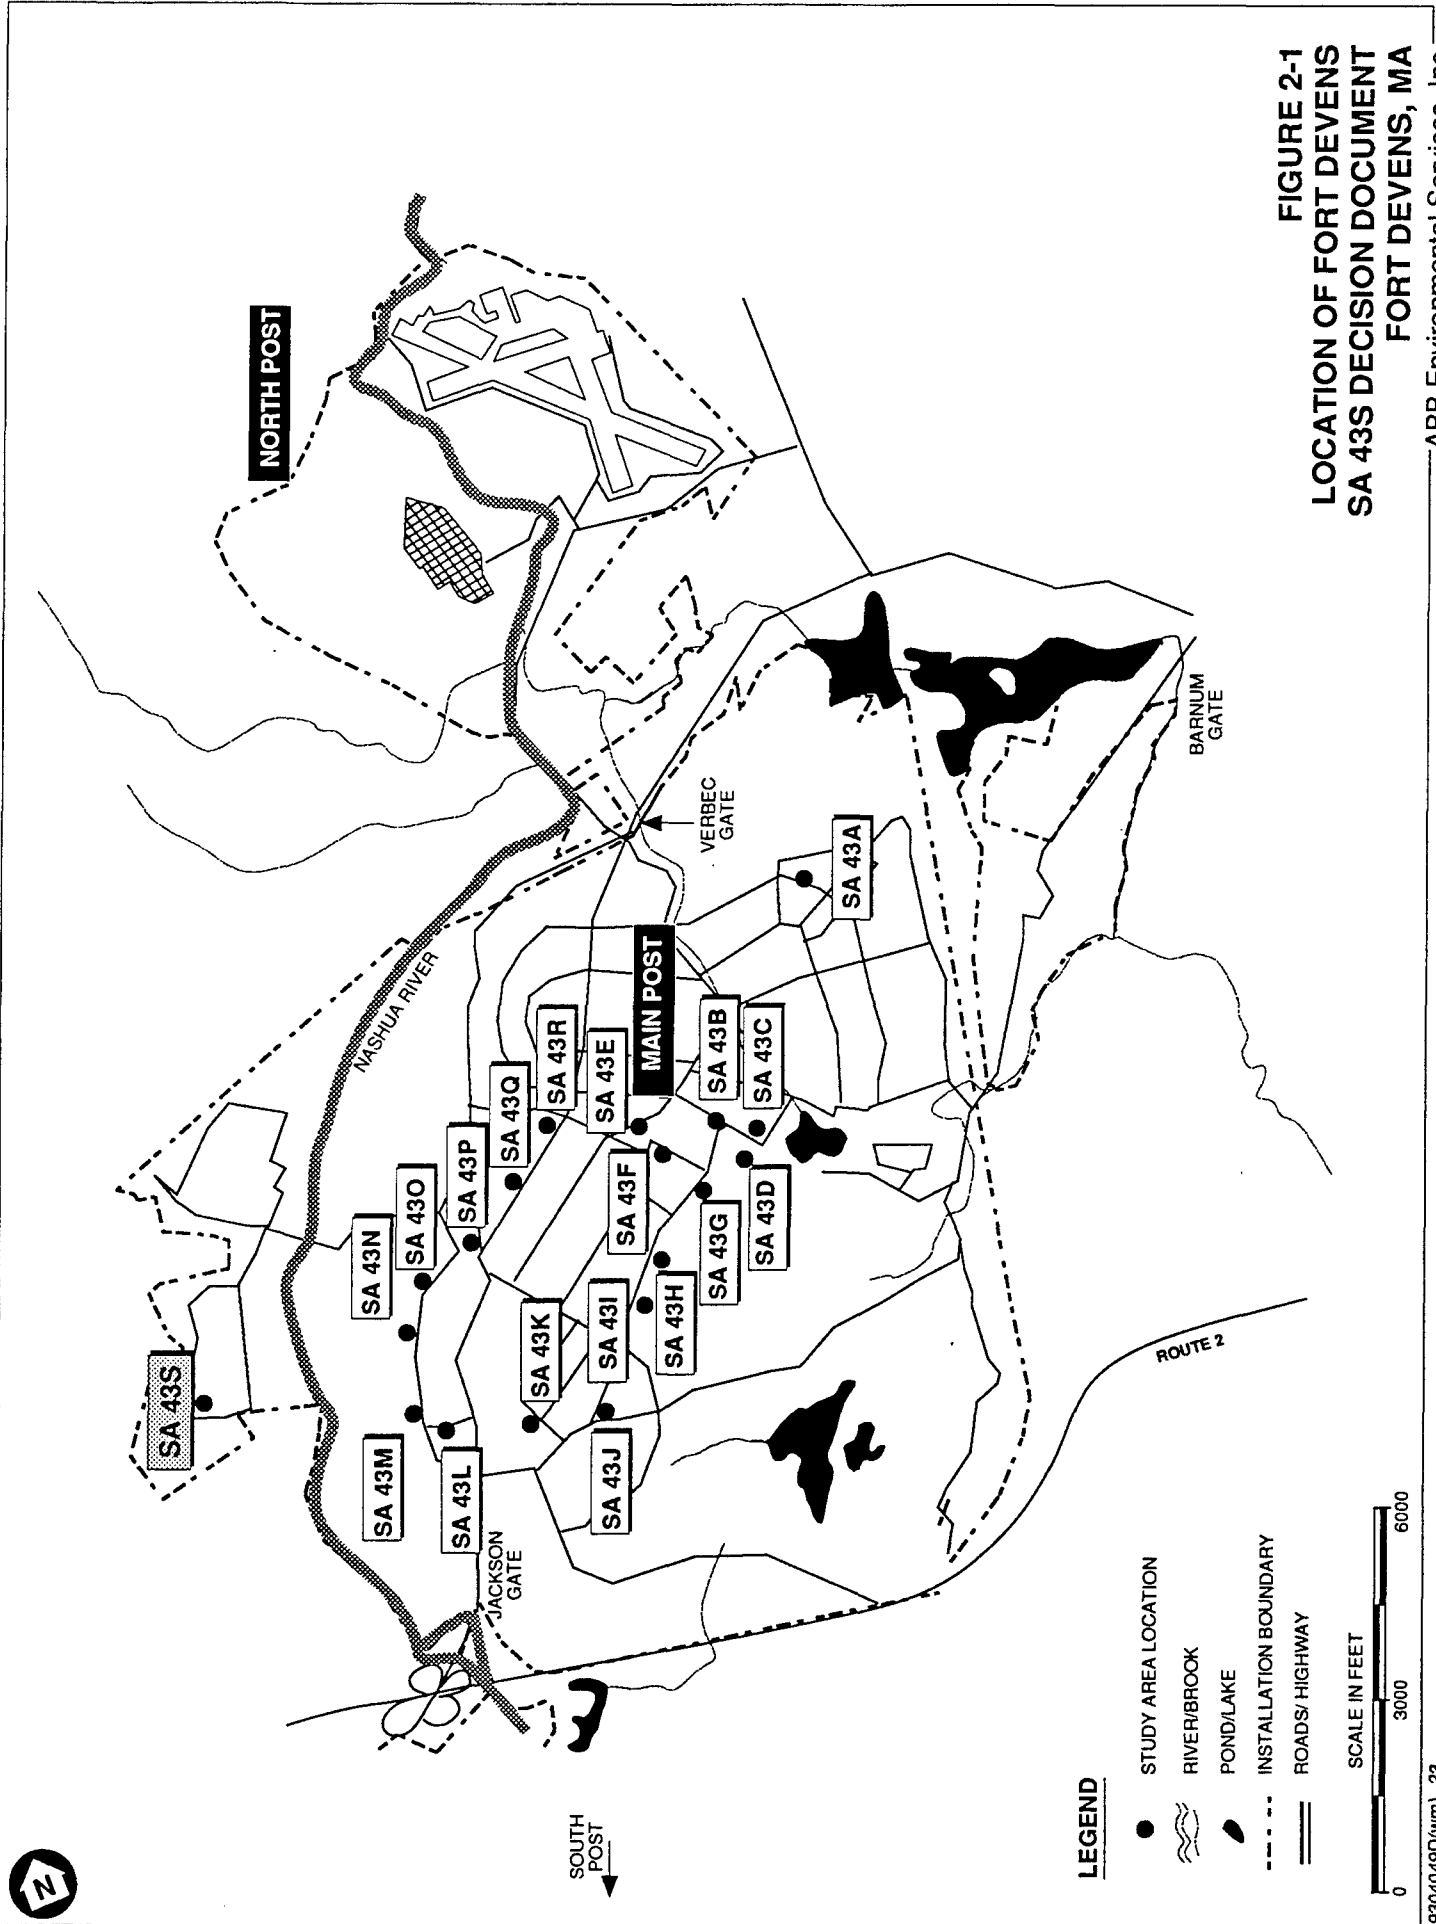 N
NORTH POST
NASHUA RIVER
VERBEC
GATE
BARNUM
GATE
MAIN POST
SA 43A
SA 43B
SA 43C
SA 43R
SA 43E
SA 43Q
SA 43P
SA 43O
SA 43N
SA 43F
SA 43D
SA 43G
SA 43H
SA 43I
SA 43K
SA 43J
SA 43S
SA 43M
SA 43L
JACKSON
GATE
ROUTE 2
SOUTH
POST
LEGEND
STUDY AREA LOCATION
RIVER/BROOK
POND/LAKE
INSTALLATION BOUNDARY
ROADS/ HIGHWAY
SCALE IN FEET
0 3000 6000
FIGURE 2-1
LOCATION OF FORT DEVENS
SA 43S DECISION DOCUMENT
FORT DEVENS, MA
ABB Environmental Services, Inc.